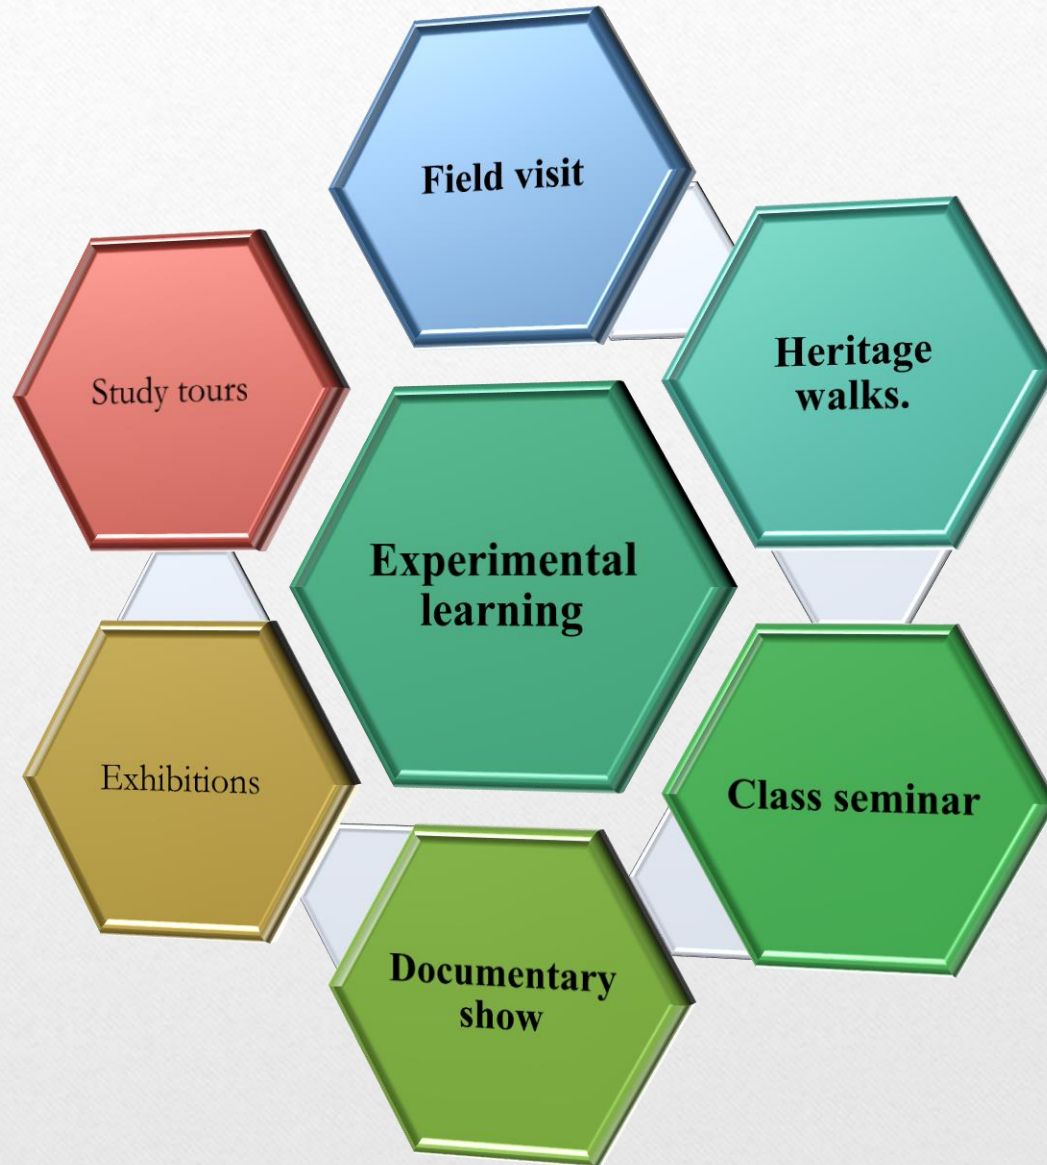 Field visit
Heritage
walks.
Study tours
Experimental
learning
Exhibitions
Class seminar
Documentary
show